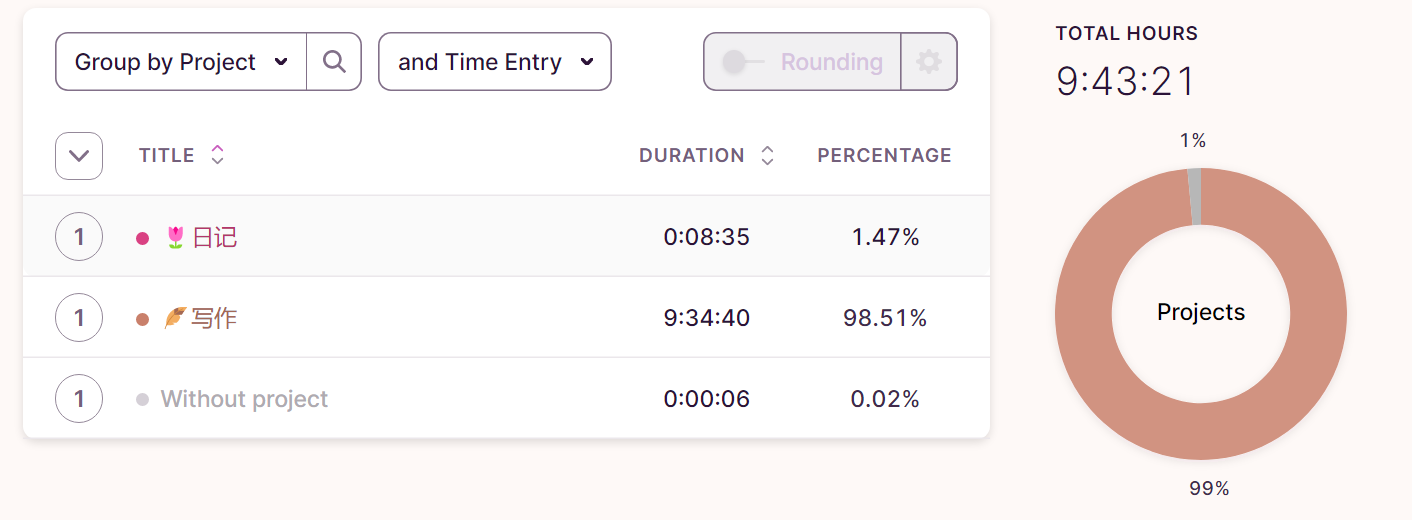 Group by Project and Time Entry Rounding
TITLE DURATION PERCENTAGE
1 🌷日记 0:08:35 1.47%
1 🪶写作 9:34:40 98.51%
1 Without project 0:00:06 0.02%
TOTAL HOURS
9:43:21
1%
Projects
99%